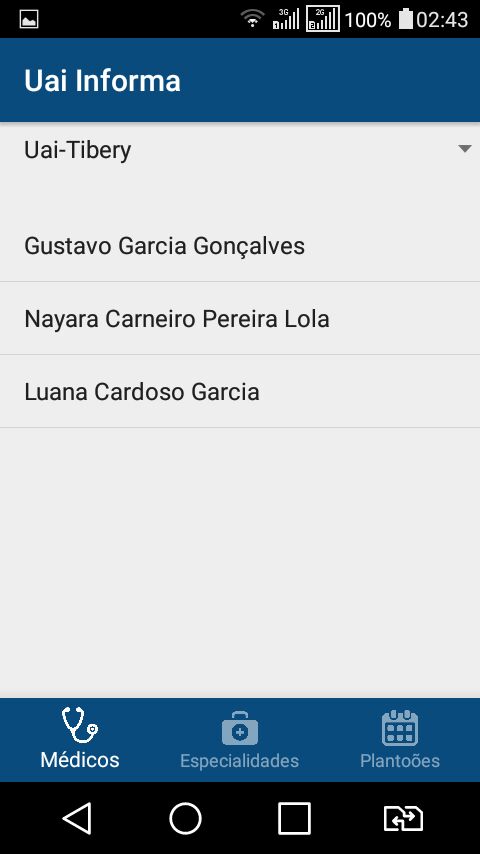 3G 2G 100% 02:43
Uai Informa
Uai-Tibery
Gustavo Garcia Gonçalves
Nayara Carneiro Pereira Lola
Luana Cardoso Garcia
Médicos Especialidades Plantoões